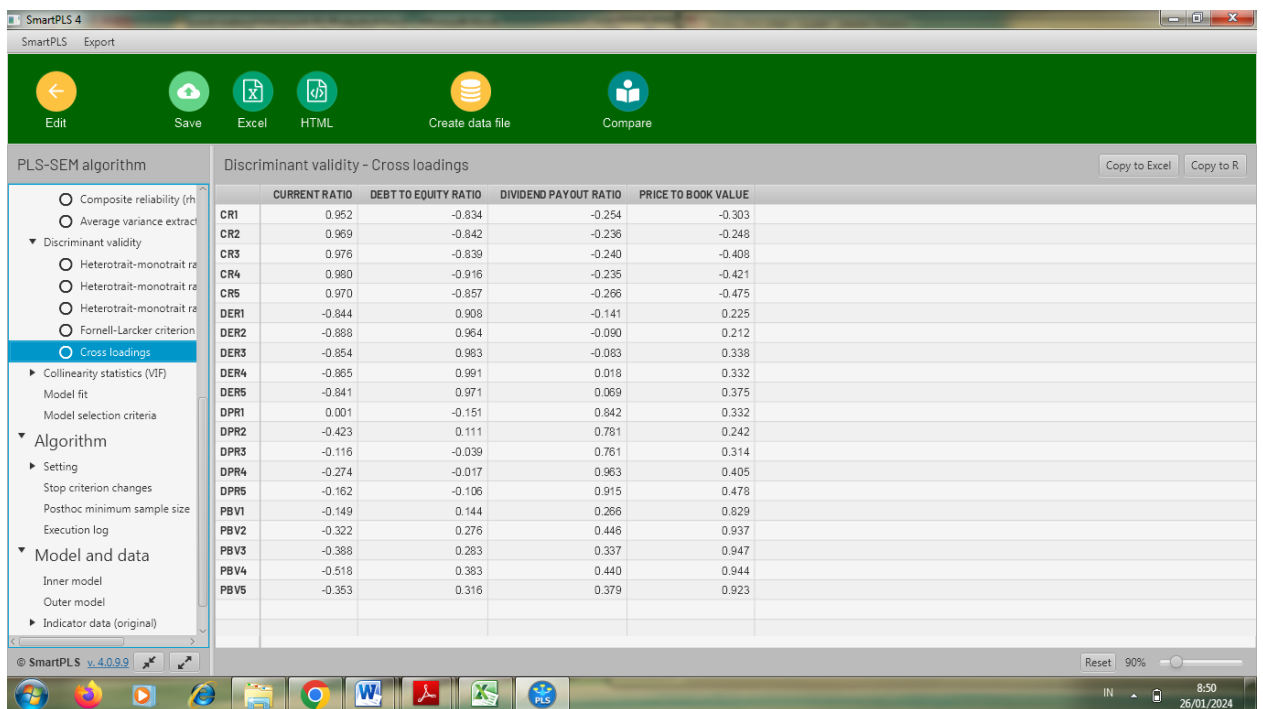 SmartPLS 4
SmartPLS Export
Edit Save Excel HTML Create data file Compare
PLS-SEM algorithm
Composite reliability (rh
Average variance extract
Discriminant validity
Heterotrait-monotrait ra
Heterotrait-monotrait ra
Heterotrait-monotrait ra
Fornell-Larcker criterion
Cross loadings
Collinearity statistics (VIF)
Model fit
Model selection criteria
Algorithm
Setting
Stop criterion changes
Posthoc minimum sample size
Execution log
Model and data
Inner model
Outer model
Indicator data (original)
© SmartPLS v. 4.0.9.9
Discriminant validity - Cross loadings
Copy to Excel Copy to R
CURRENT RATIO DEBT TO EQUITY RATIO DIVIDEND PAYOUT RATIO PRICE TO BOOK VALUE
CR1 0.952 -0.834 -0.254 -0.303
CR2 0.969 -0.842 -0.236 -0.248
CR3 0.976 -0.839 -0.240 -0.408
CR4 0.980 -0.916 -0.235 -0.421
CR5 0.970 -0.857 -0.266 -0.475
DER1 -0.844 0.908 -0.141 0.225
DER2 -0.888 0.964 -0.090 0.212
DER3 -0.854 0.983 -0.083 0.338
DER4 -0.865 0.991 0.018 0.332
DER5 -0.841 0.971 0.069 0.375
DPR1 0.001 -0.151 0.842 0.332
DPR2 -0.423 0.111 0.781 0.242
DPR3 -0.116 -0.039 0.761 0.314
DPR4 -0.274 -0.017 0.963 0.405
DPR5 -0.162 -0.106 0.915 0.478
PBV1 -0.149 0.144 0.266 0.829
PBV2 -0.322 0.276 0.446 0.937
PBV3 -0.388 0.283 0.337 0.947
PBV4 -0.518 0.383 0.440 0.944
PBV5 -0.353 0.316 0.379 0.923
Reset 90%
PLS
IN 8:50
26/01/2024